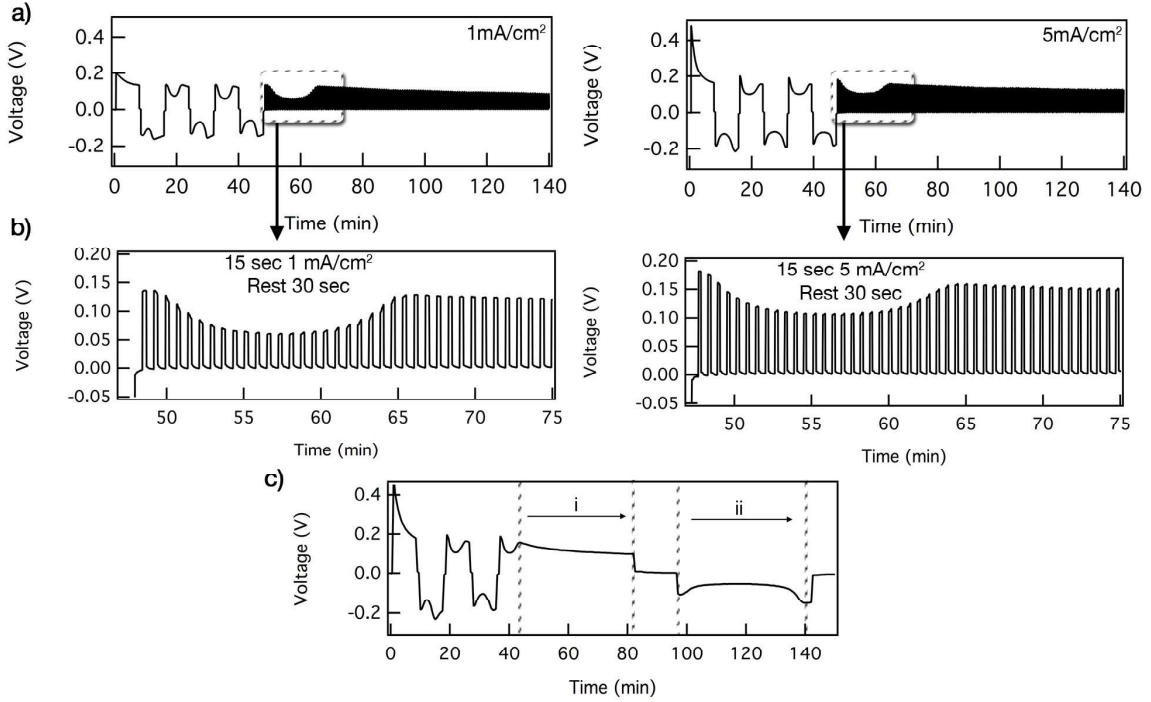 a)
1mA/cm²
Voltage (V)
0.4
0.2
0.0
-0.2
0 20 40 60 80 100 120 140
Time (min)
5mA/cm²
Voltage (V)
0.4
0.2
0.0
-0.2
0 20 40 60 80 100 120 140
Time (min)
b)
15 sec 1 mA/cm²
Rest 30 sec
Voltage (V)
0.20
0.15
0.10
0.05
0.00
-0.05
50 55 60 65 70 75
Time (min)
15 sec 5 mA/cm²
Rest 30 sec
Voltage (V)
0.20
0.15
0.10
0.05
0.00
-0.05
50 55 60 65 70 75
Time (min)
c)
i ii
Voltage (V)
0.4
0.2
0.0
-0.2
0 20 40 60 80 100 120 140
Time (min)